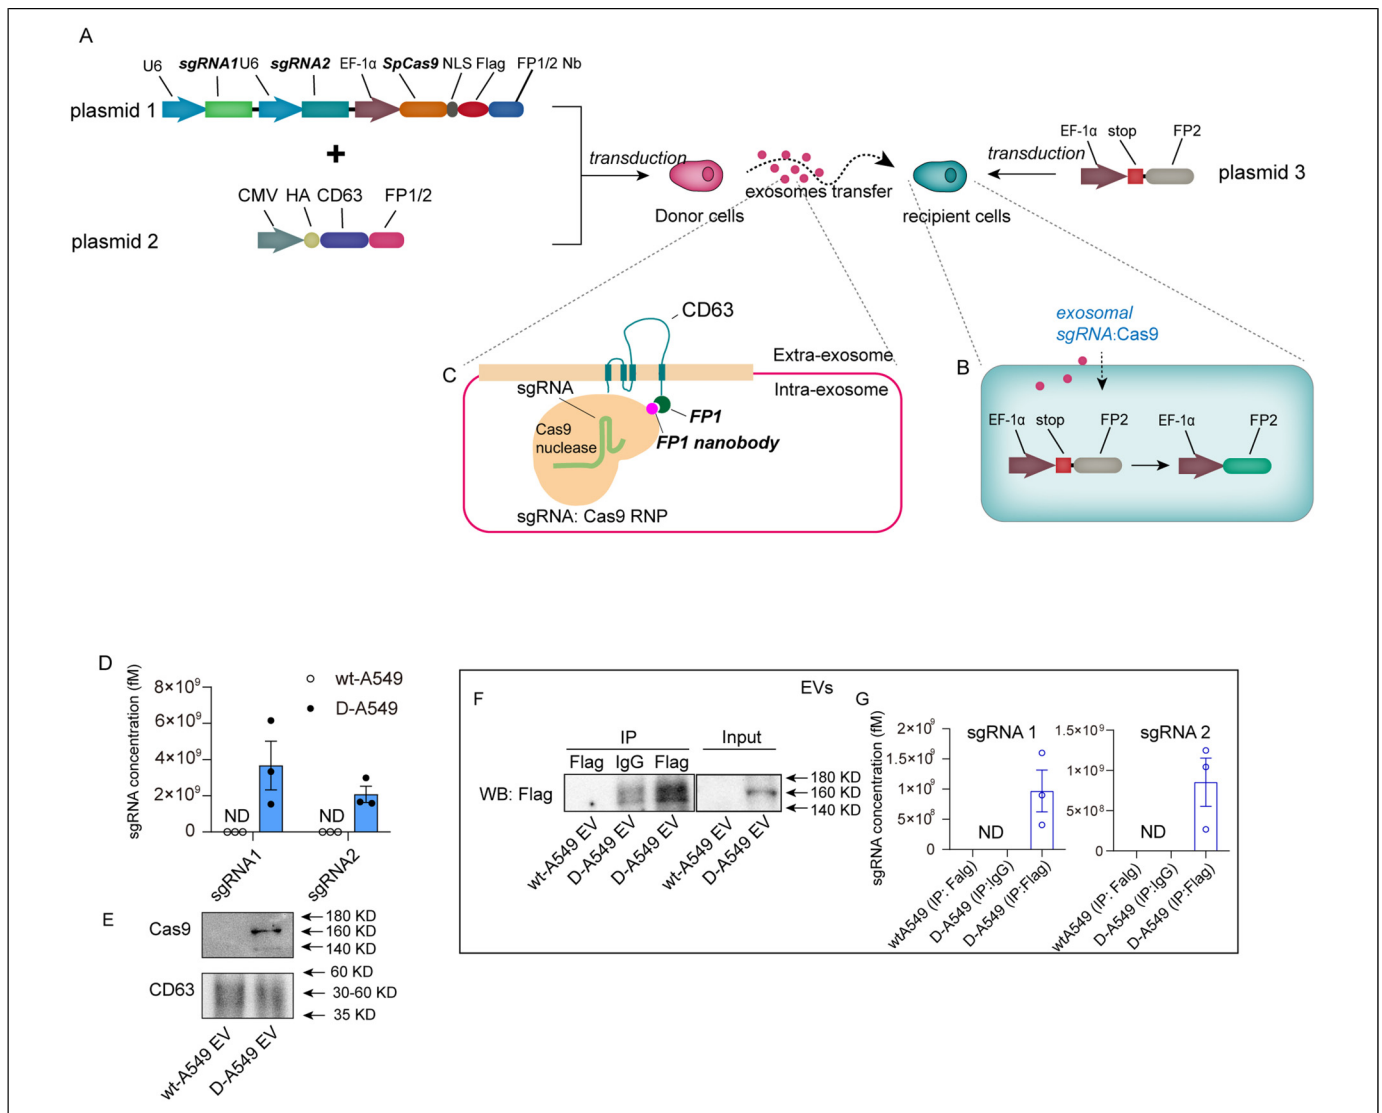 A
U6 sgRNA1 U6 sgRNA2 EF-1α SpCas9 NLS Flag FP1/2 Nb
plasmid 1
+
CMV HA CD63 FP1/2
plasmid 2
transduction
Donor cells
exosomes transfer
recipient cells
transduction
EF-1α stop FP2
plasmid 3
C
CD63
Extra-exosome
Intra-exosome
sgRNA
Cas9
nuclease
FP1
FP1 nanobody
sgRNA: Cas9 RNP
B
exosomal
sgRNA:Cas9
EF-1α stop FP2
EF-1α FP2
D
sgRNA concentration (fM)
8×10⁹
6×10⁹
4×10⁹
2×10⁹
0
wt-A549
D-A549
ND
ND
sgRNA1
sgRNA2
E
Cas9
180 KD
160 KD
140 KD
CD63
60 KD
30-60 KD
35 KD
wt-A549 EV
D-A549 EV
EVs
F
IP
Input
Flag IgG Flag
WB: Flag
180 KD
160 KD
140 KD
wt-A549 EV
D-A549 EV
D-A549 EV
wt-A549 EV
D-A549 EV
G
sgRNA concentration (fM)
sgRNA 1
2×10⁹
1.5×10⁹
1×10⁹
5×10⁸
0
ND
wtA549 (IP: Falg)
D-A549 (IP:IgG)
D-A549 (IP:Flag)
sgRNA 2
1.5×10⁹
1×10⁹
5×10⁸
0
ND
wtA549 (IP: Falg)
D-A549 (IP:IgG)
D-A549 (IP:Flag)